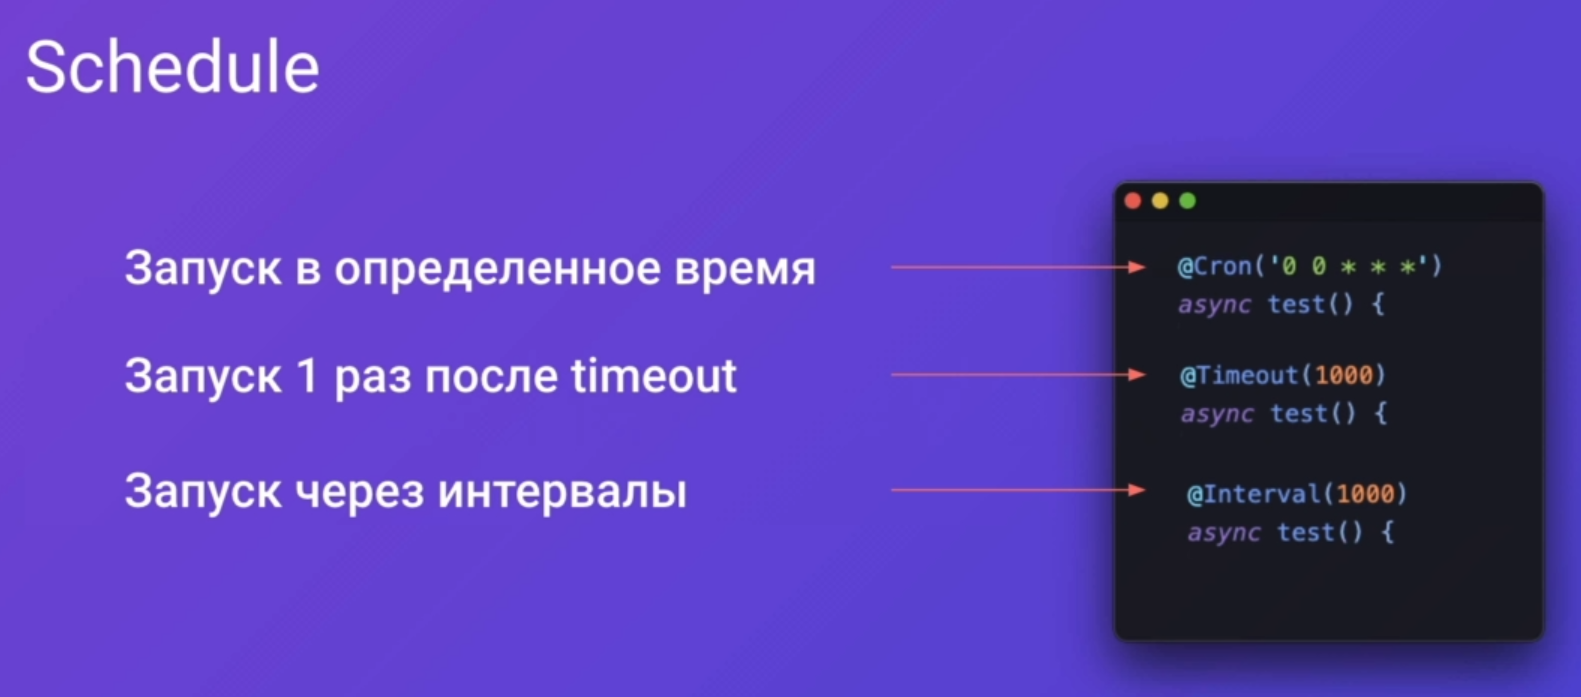 Schedule
Запуск в определенное время
@Cron('0 0 * * *')
async test() {
Запуск 1 раз после timeout
@Timeout(1000)
async test() {
Запуск через интервалы
@Interval(1000)
async test() {